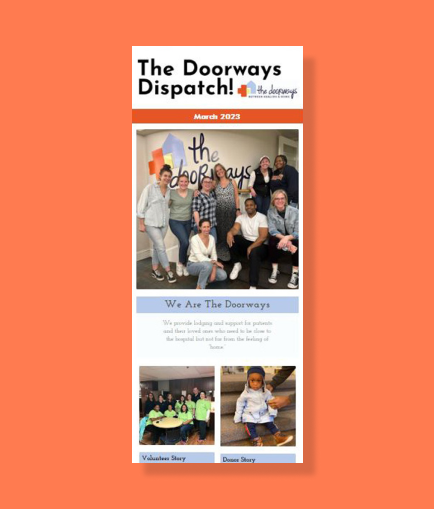 The Doorways
Dispatch!
the doorways
March 2023
the
doorways
We Are The Doorways
We provide lodging and support for patients
and their loved ones who need to be close to
the hospital but not far from the feeling of
"home."
Volunteer Story
Donor Story